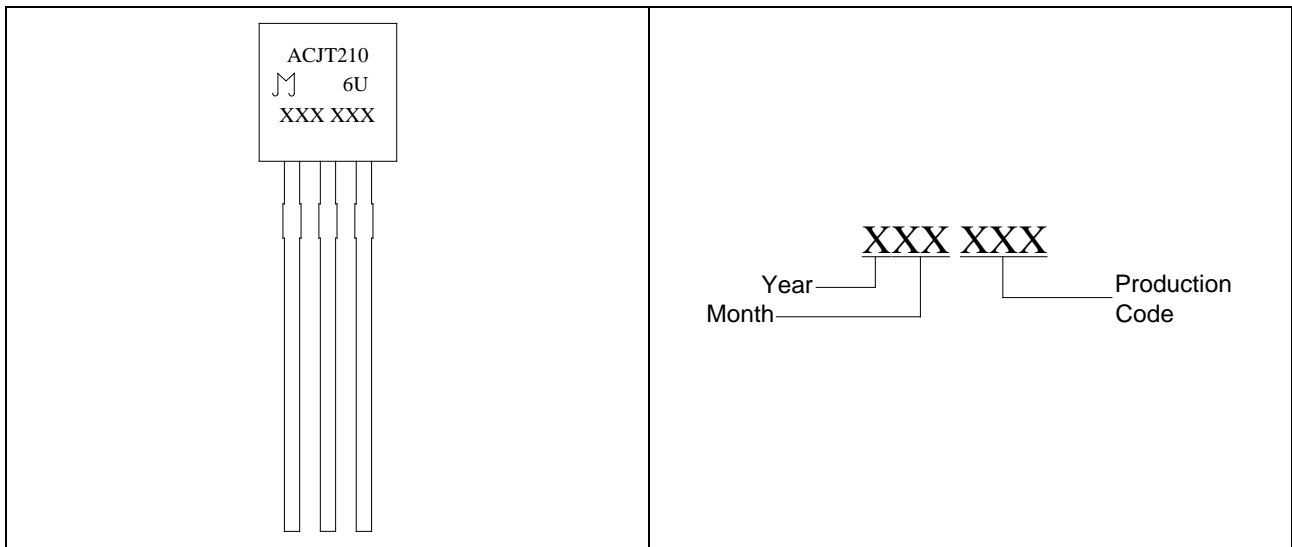 ACJT210
6U
XXX XXX
XXX XXX
Year
Month
Production
Code